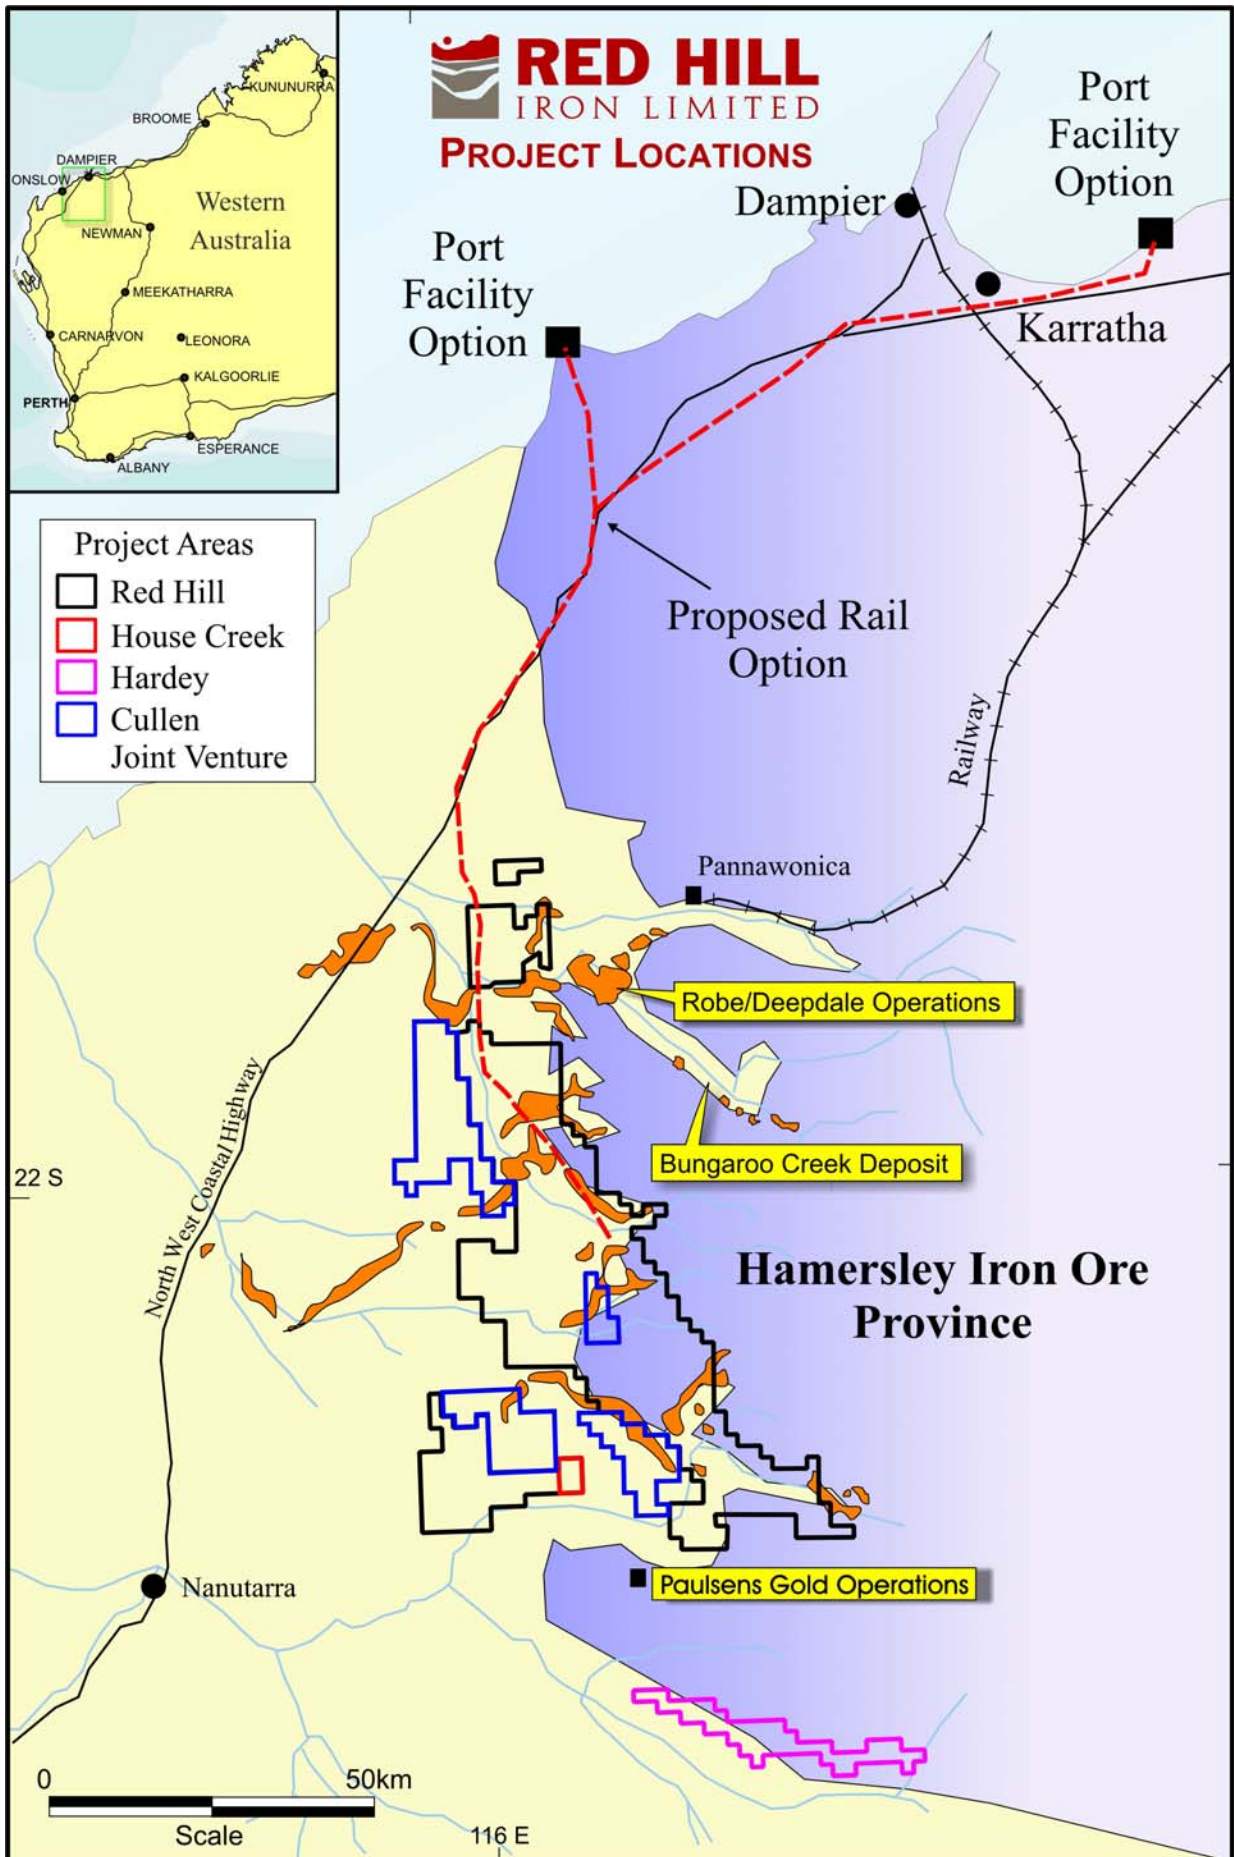 RED HILL
IRON LIMITED
PROJECT LOCATIONS
KUNUNURRA
BROOME
DAMPIER
ONSLOW
Western
Australia
NEWMAN
MEEKATHARRA
CARNARVON
LEONORA
KALGOORLIE
PERTH
ESPERANCE
ALBANY
Port
Facility
Option
Dampier
Port
Facility
Option
Karratha
Project Areas
Red Hill
House Creek
Hardey
Cullen
Joint Venture
Proposed Rail
Option
Railway
Pannawonica
Robe/Deepdale Operations
Bungaroo Creek Deposit
North West Coastal Highway
22 S
Hamersley Iron Ore
Province
Nanutarra
Paulsens Gold Operations
0 50km
Scale
116 E